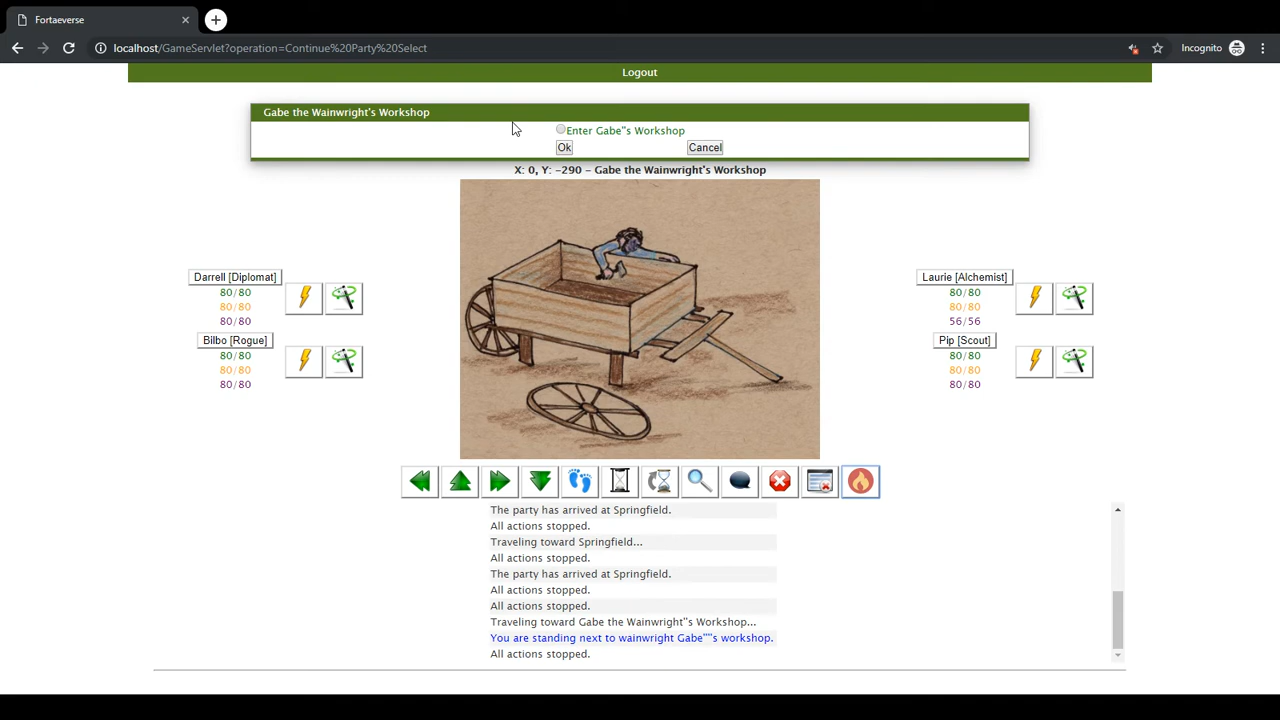 Fortaeverse
localhost/GameServlet?operation=Continue%20Party%20Select
Incognito
Logout
Gabe the Wainwright's Workshop
Enter Gabe''s Workshop
Ok
Cancel
X: 0, Y: -290 - Gabe the Wainwright's Workshop
Darrell [Diplomat]
80/80
80/80
80/80
Bilbo [Rogue]
80/80
80/80
80/80
Laurie [Alchemist]
80/80
80/80
56/56
Pip [Scout]
80/80
80/80
80/80
The party has arrived at Springfield.
All actions stopped.
Traveling toward Springfield...
All actions stopped.
The party has arrived at Springfield.
All actions stopped.
All actions stopped.
Traveling toward Gabe the Wainwright''s Workshop...
You are standing next to wainwright Gabe''''s workshop.
All actions stopped.